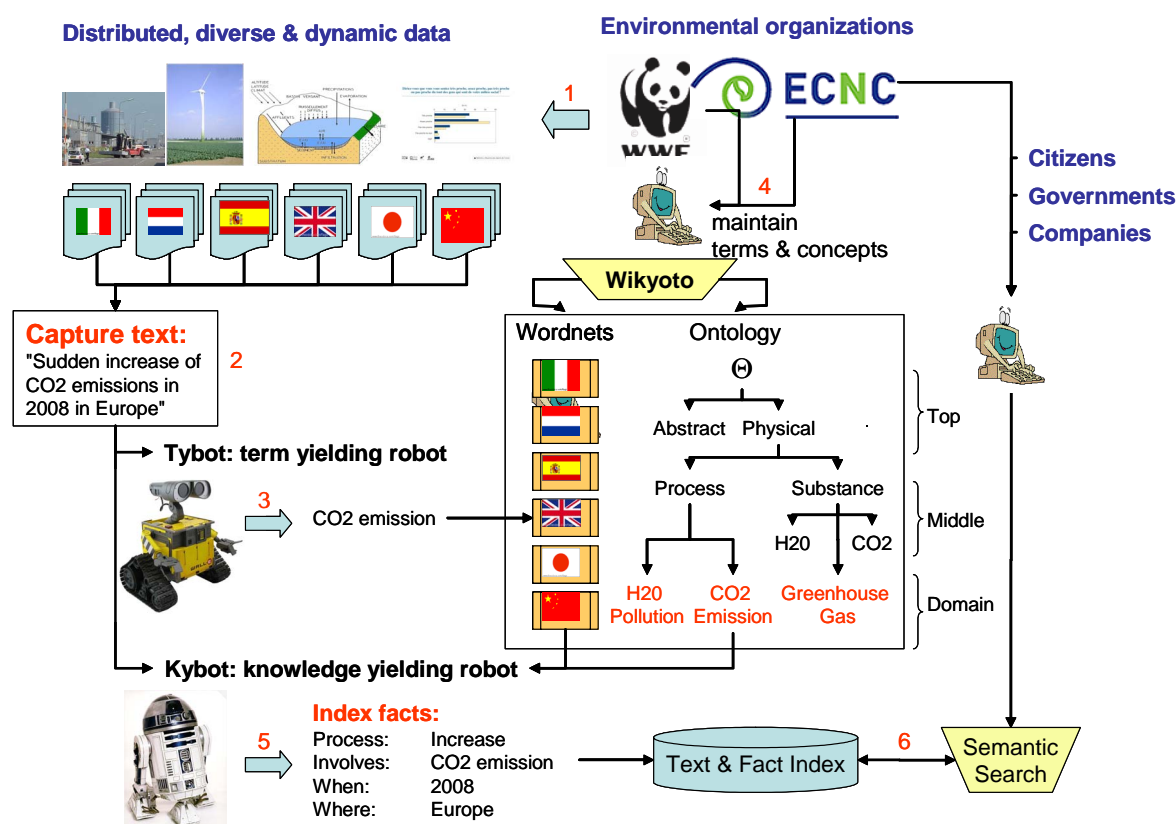 Distributed, diverse & dynamic data
Environmental organizations
1
WWF
ECNC
Citizens
Governments
Companies
4
maintain
terms & concepts
Wikyoto
Capture text:
"Sudden increase of
CO2 emissions in
2008 in Europe"
2
Wordnets
Ontology
Θ
Abstract
Physical
Top
Process
Substance
H20
CO2
Middle
H20
Pollution
CO2
Emission
Greenhouse
Gas
Domain
Tybot: term yielding robot
3
CO2 emission
Kybot: knowledge yielding robot
5
Index facts:
Process: Increase
Involves: CO2 emission
When: 2008
Where: Europe
Text & Fact Index
6
Semantic
Search